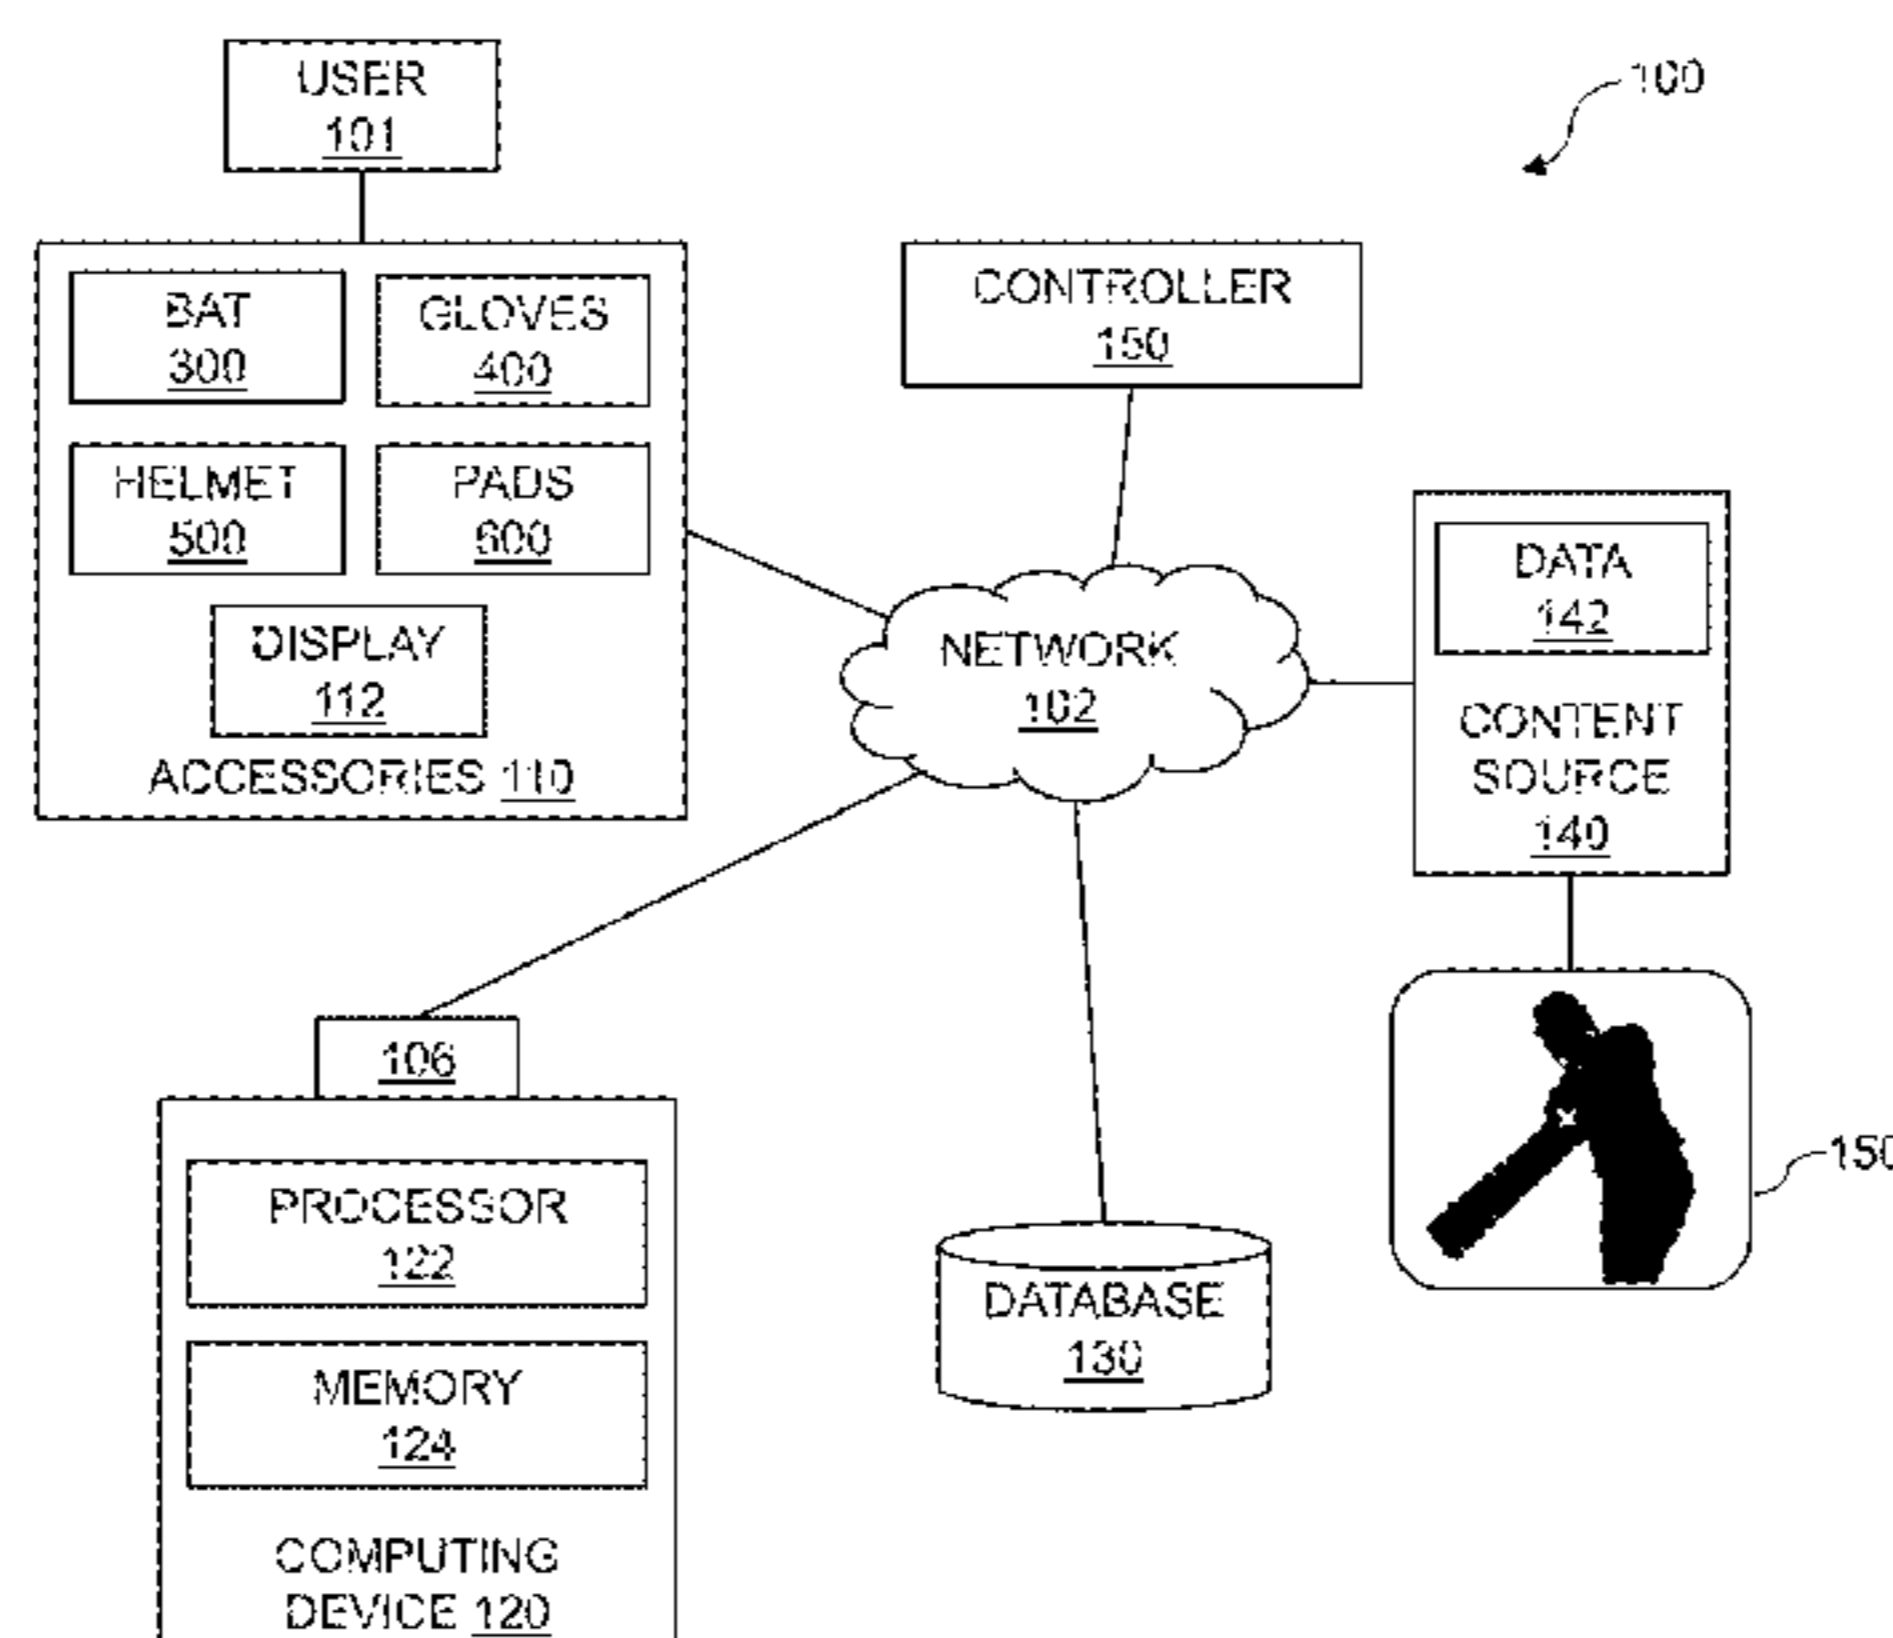 USER
101
100
BAT
300
GLOVES
400
HELMET
500
PADS
600
DISPLAY
112
ACCESSORIES 110
CONTROLLER
150
NETWORK
102
DATA
142
CONTENT
SOURCE
140
150
106
PROCESSOR
122
MEMORY
124
COMPUTING
DEVICE 120
DATABASE
130